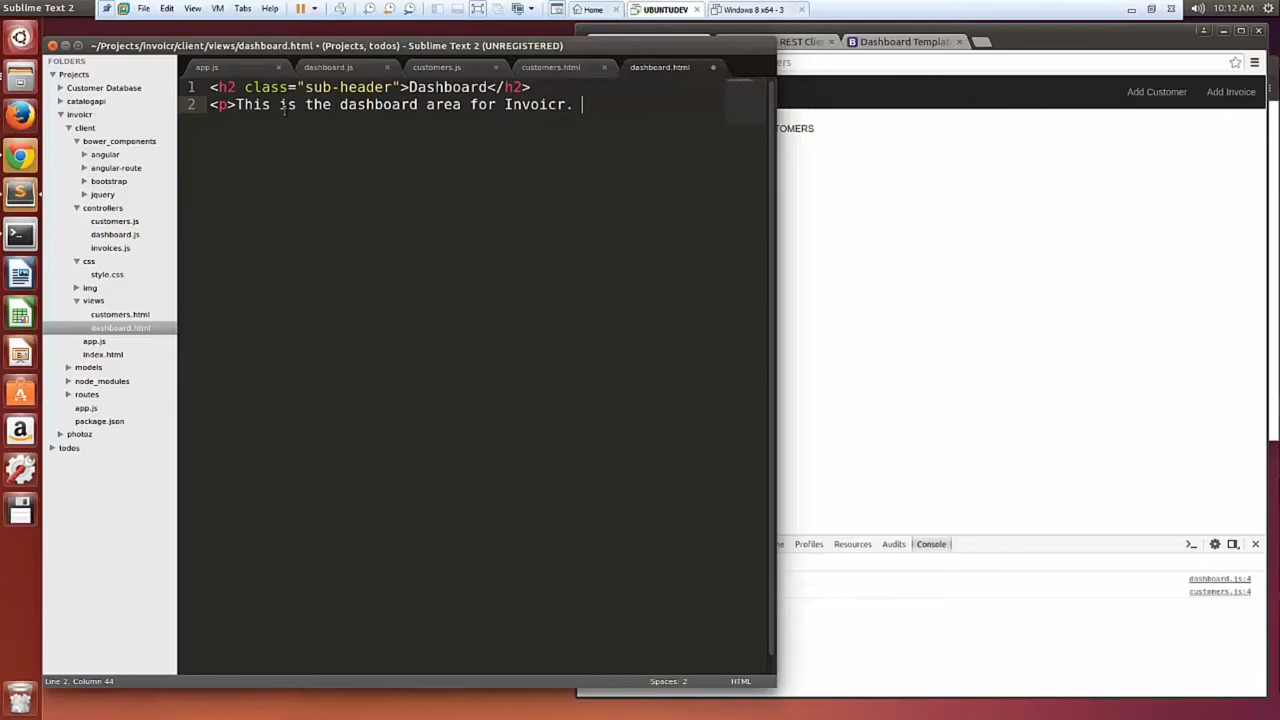 Sublime Text 2
File Edit View VM Tabs Help
Home
UBUNTUDEV
Windows 8 x64 - 3
10:12 AM
~/Projects/invoicr/client/views/dashboard.html • (Projects, todos) - Sublime Text 2 (UNREGISTERED)
REST Clie
Dashboard Templat
FOLDERS
app.js
dashboard.js
customers.js
customers.html
dashboard.html
Projects
Customer Database
catalogapi
invoicr
client
bower_components
angular
angular-route
bootstrap
jquery
controllers
customers.js
dashboard.js
invoices.js
css
style.css
img
views
customers.html
dashboard.html
app.js
index.html
models
node_modules
routes
app.js
package.json
photoz
todos
1 <h2 class="sub-header">Dashboard</h2>
2 <p>This is the dashboard area for Invoicr.
Line 2, Column 44
Spaces: 2
HTML
ers
Add Customer Add Invoice
TOMERS
Profiles Resources Audits Console
dashboard.js:4
customers.js:4